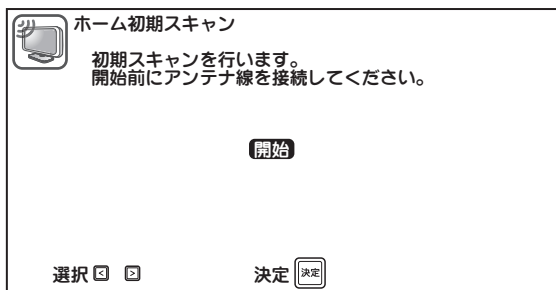 ホーム初期スキャン
初期スキャンを行います。
開始前にアンテナ線を接続してください。
開始
選択 < > 決定 決定